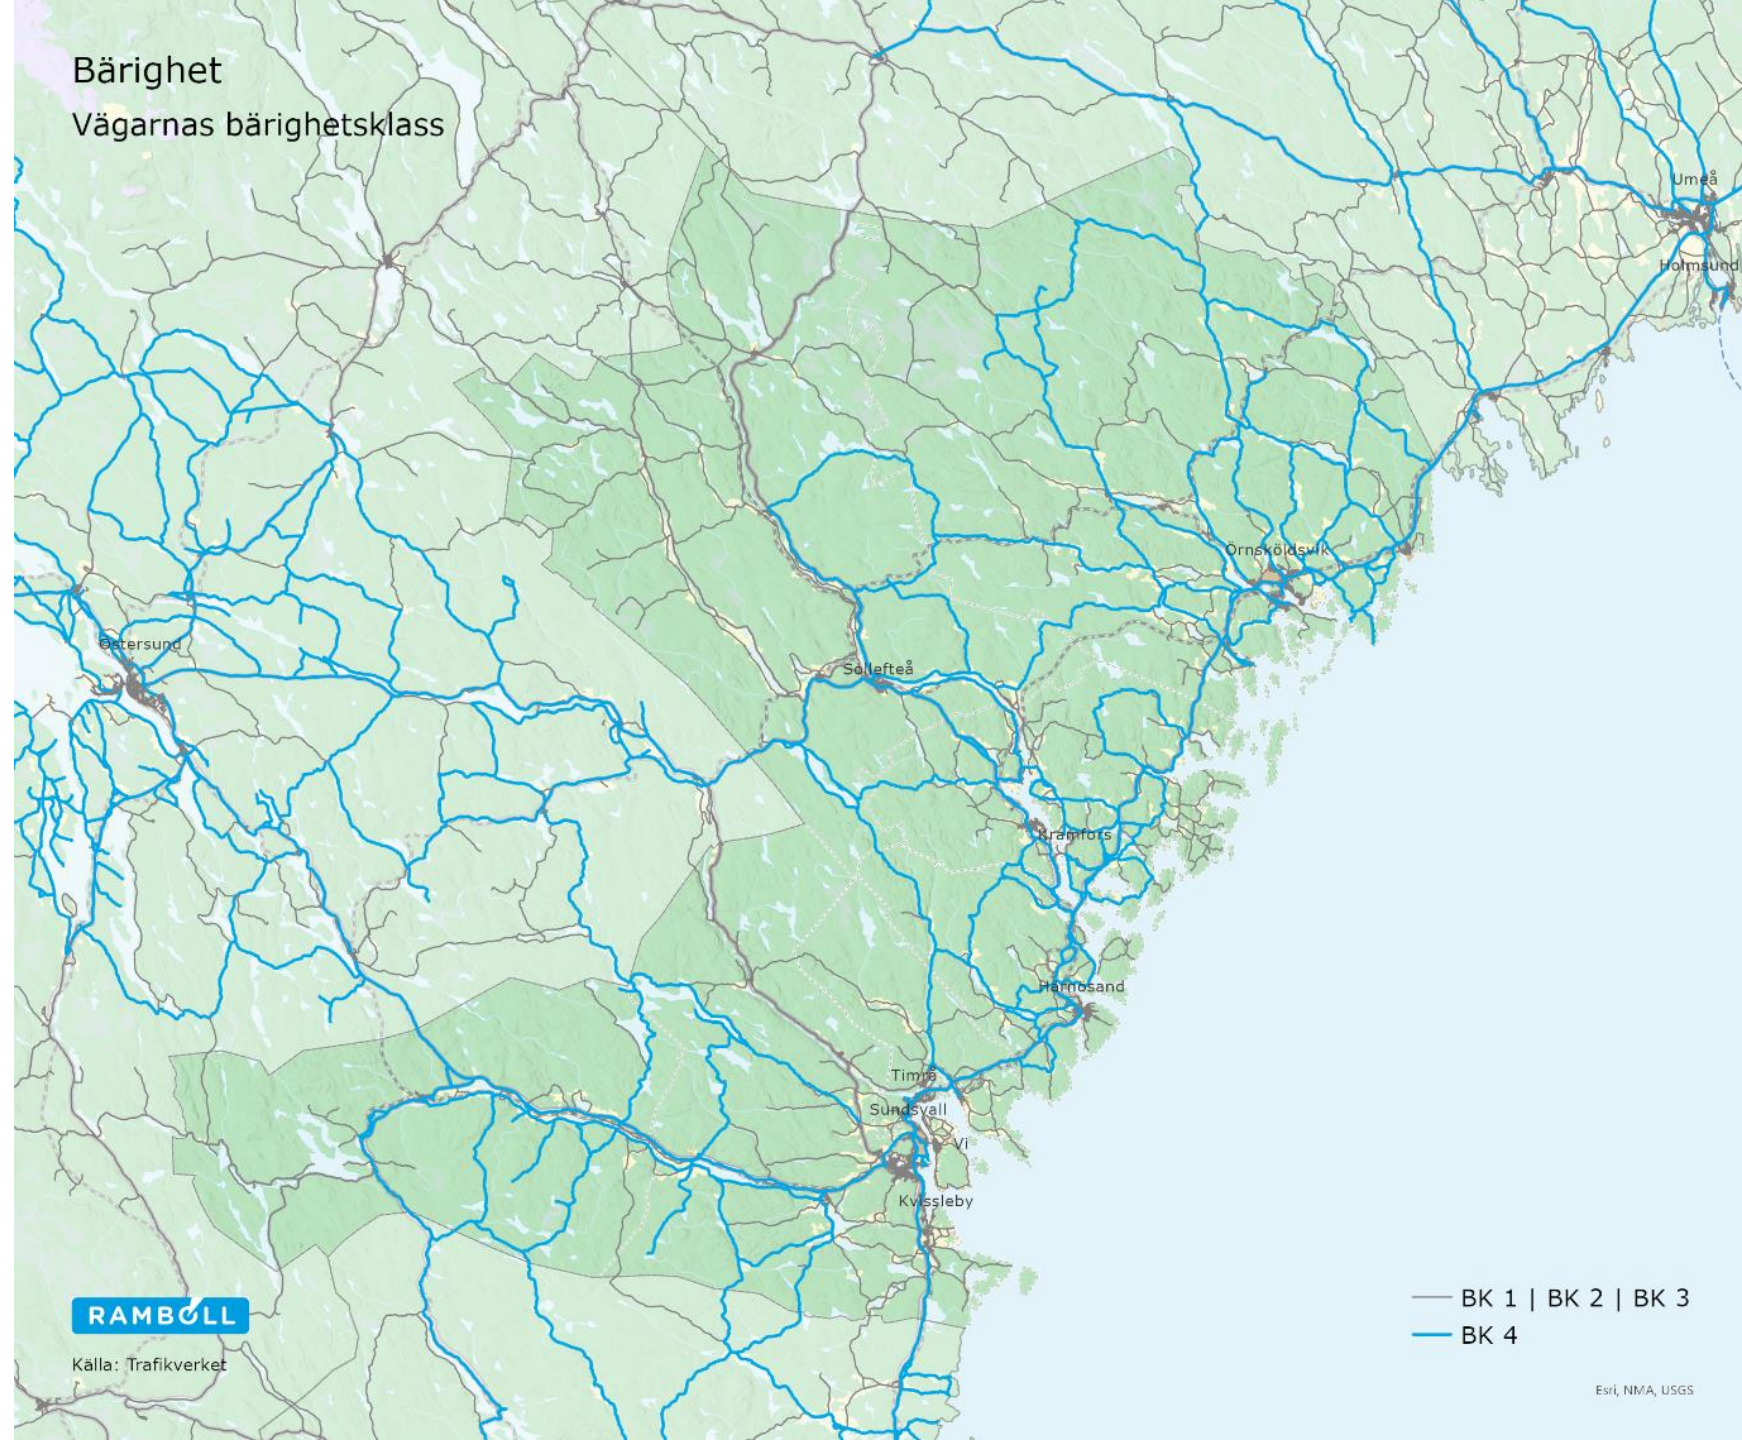 Bärighet
Vägarnas bärighetsklass
Umeå
Holmsund
Örnsköldsvik
Östersund
Sollefteå
Kramfors
Härnösand
Timrå
Sundsvall
Vi
Kvissleby
RAMBOLL
BK 1 | BK 2 | BK 3
BK 4
Källa: Trafikverket
Esri, NMA, USGS